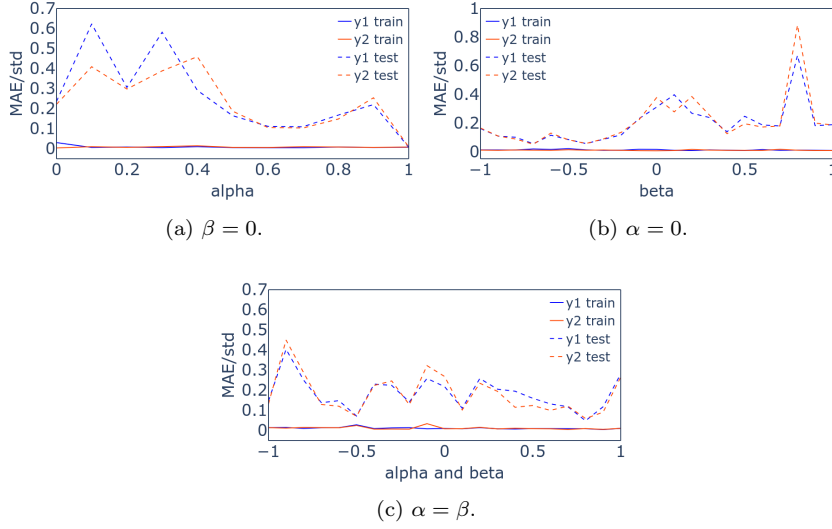 0.7
0.6
0.5
0.4
0.3
0.2
0.1
0
MAE/std
0 0.2 0.4 0.6 0.8 1
alpha
y1 train
y2 train
y1 test
y2 test
(a) β = 0.
1
0.8
0.6
0.4
0.2
0
MAE/std
−1 −0.5 0 0.5 1
beta
y1 train
y2 train
y1 test
y2 test
(b) α = 0.
0.7
0.6
0.5
0.4
0.3
0.2
0.1
0
MAE/std
−1 −0.5 0 0.5 1
alpha and beta
y1 train
y2 train
y1 test
y2 test
(c) α = β.